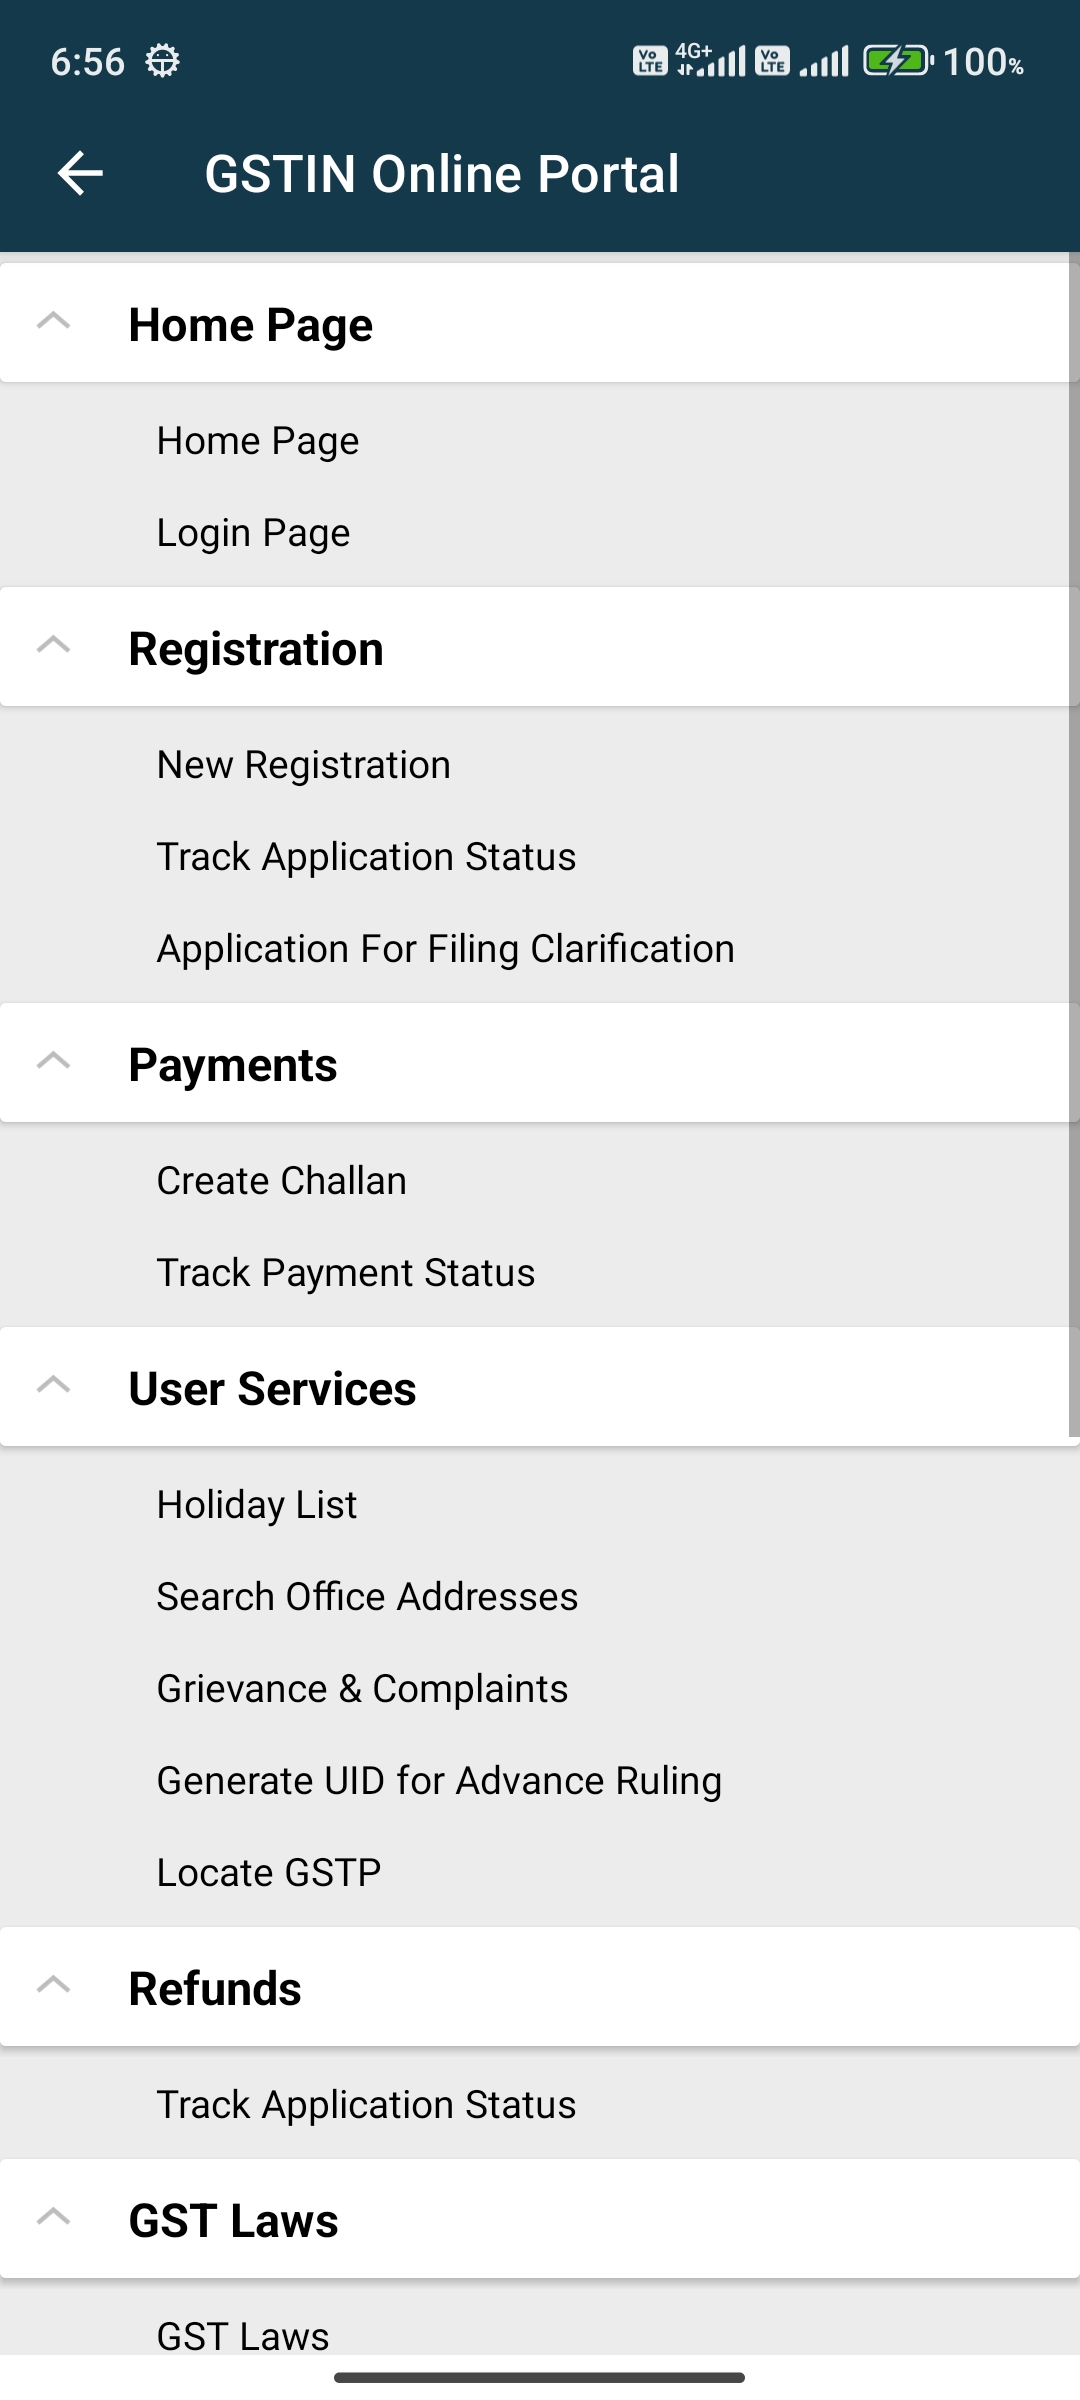 6:56 Vo LTE 4G+ Vo LTE 100%
GSTIN Online Portal
Home Page
Home Page
Login Page
Registration
New Registration
Track Application Status
Application For Filing Clarification
Payments
Create Challan
Track Payment Status
User Services
Holiday List
Search Office Addresses
Grievance & Complaints
Generate UID for Advance Ruling
Locate GSTP
Refunds
Track Application Status
GST Laws
GST Laws